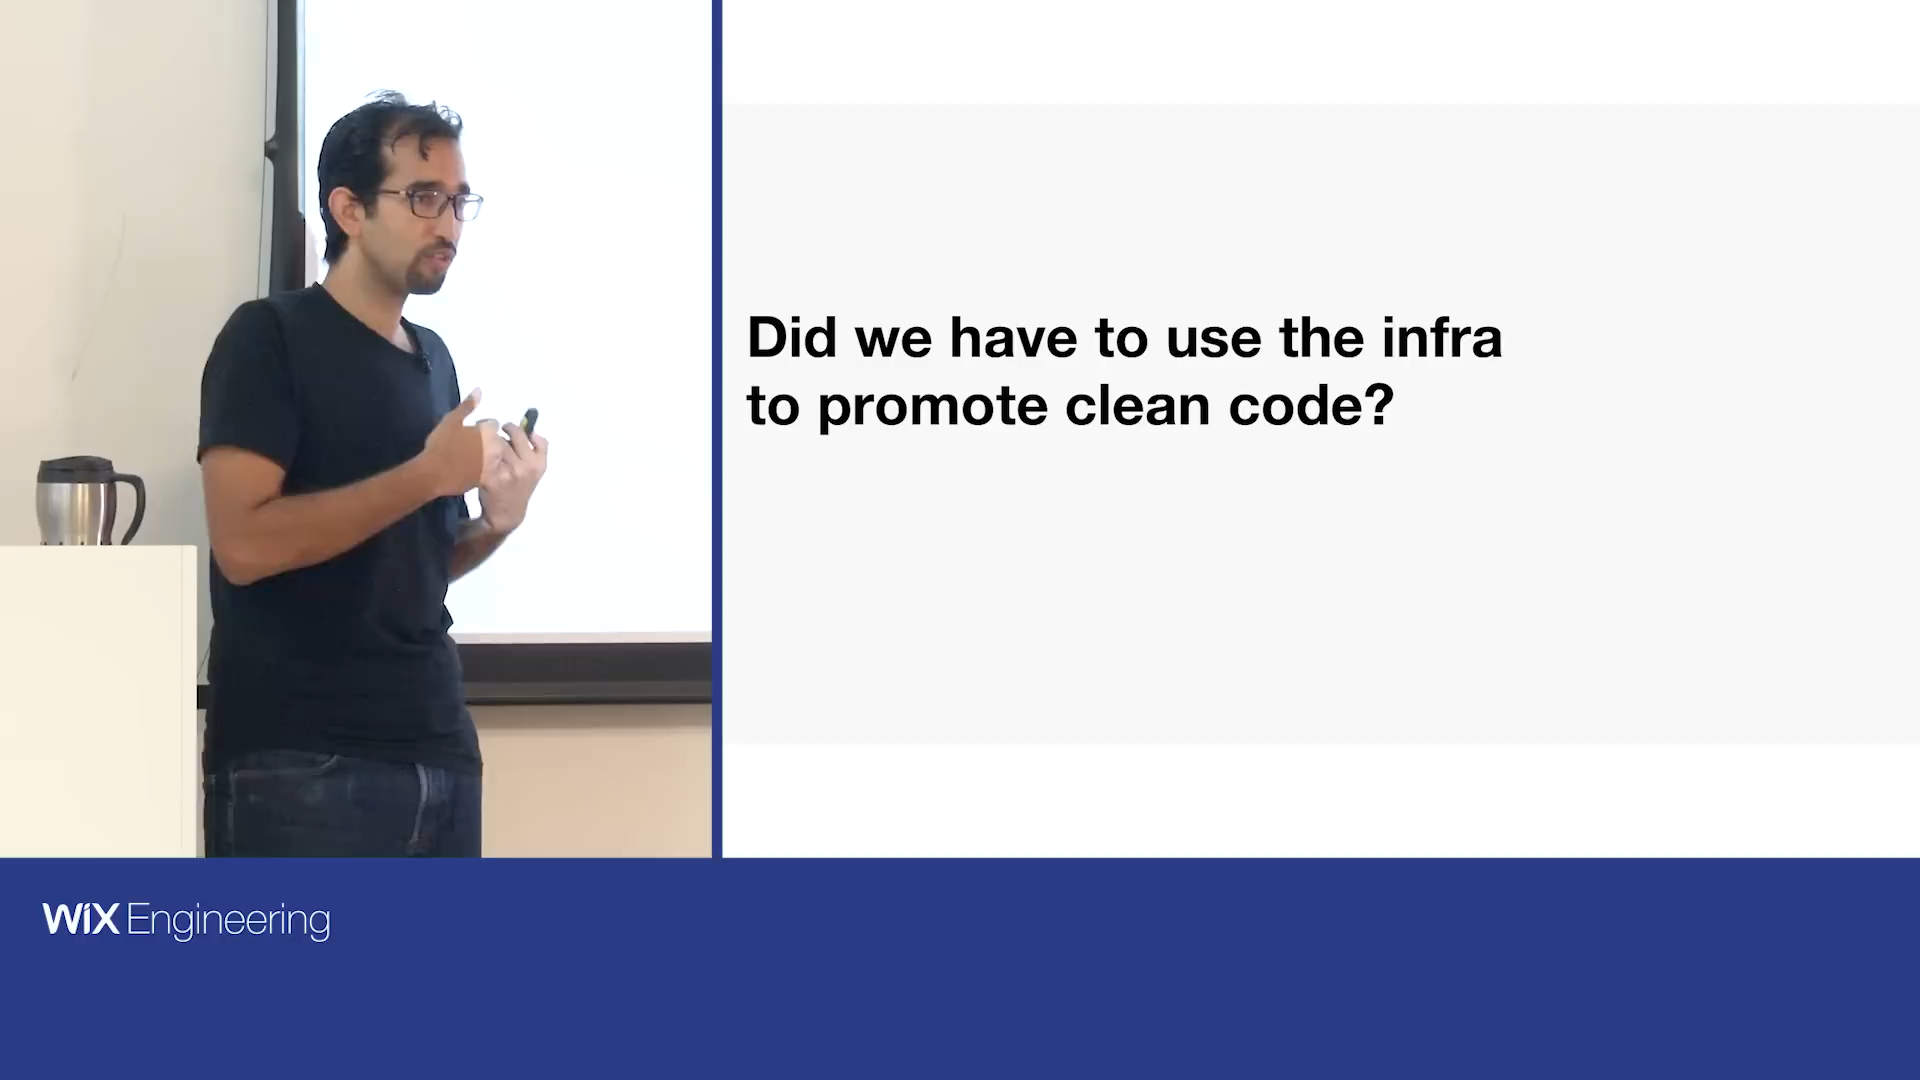 Did we have to use the infra
to promote clean code?
WiX Engineering